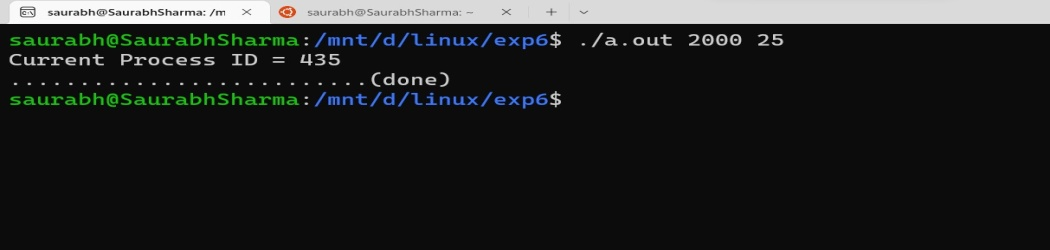 saurabh@SaurabhSharma: /m
saurabh@SaurabhSharma: ~
saurabh@SaurabhSharma:/mnt/d/linux/exp6$ ./a.out 2000 25
Current Process ID = 435
.........................(done)
saurabh@SaurabhSharma:/mnt/d/linux/exp6$